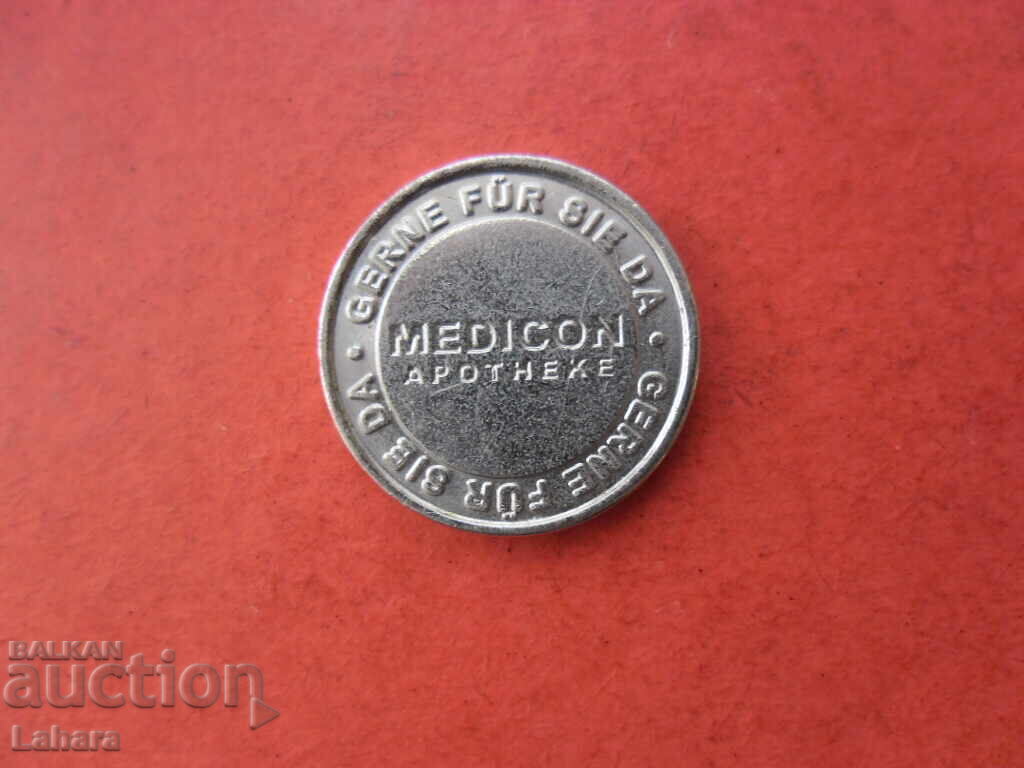 GERNE FÜR SIE DA · GERNE FÜR SIE DA ·
MEDICON
APOTHEKE
BALKAN
auction
Lahara